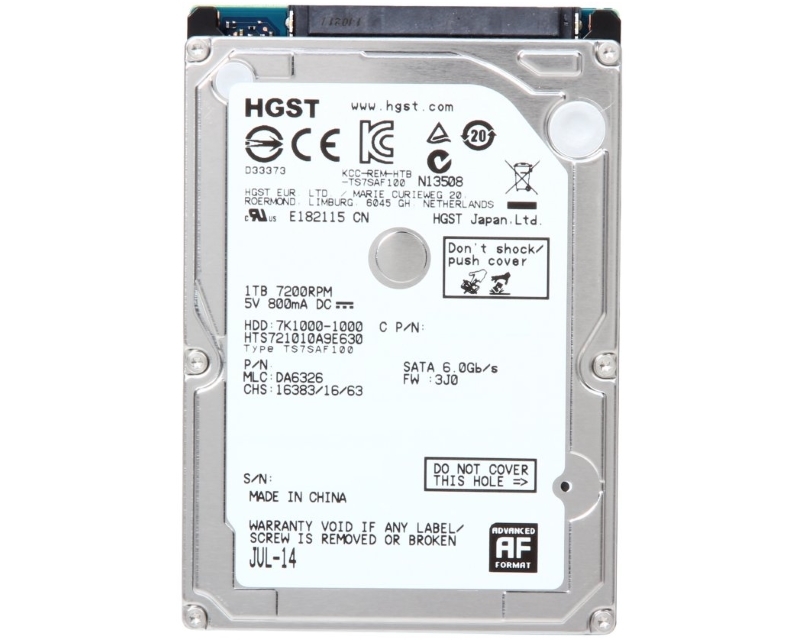 HGST www.hgst.com
20
D33373
KCC-REM-HTB
-TS7SAF100 N13508
HGST EUR. LTD. / MARIE CURIEWEG 20,
ROERMOND, LIMBURG, 6045 GH, NETHERLANDS
c RU US E182115 CN HGST Japan,Ltd.
Don't shock/
push cover
1TB 7200RPM
5V 800mA DC
HDD:7K1000-1000 C P/N:
HTS721010A9E630
Type TS7SAF100
P/N:
MLC:DA6326
CHS:16383/16/63
SATA 6.0Gb/s
FW :3J0
S/N:
DO NOT COVER
THIS HOLE =>
MADE IN CHINA
WARRANTY VOID IF ANY LABEL/
SCREW IS REMOVED OR BROKEN
JUL-14
ADVANCED
AF
FORMAT